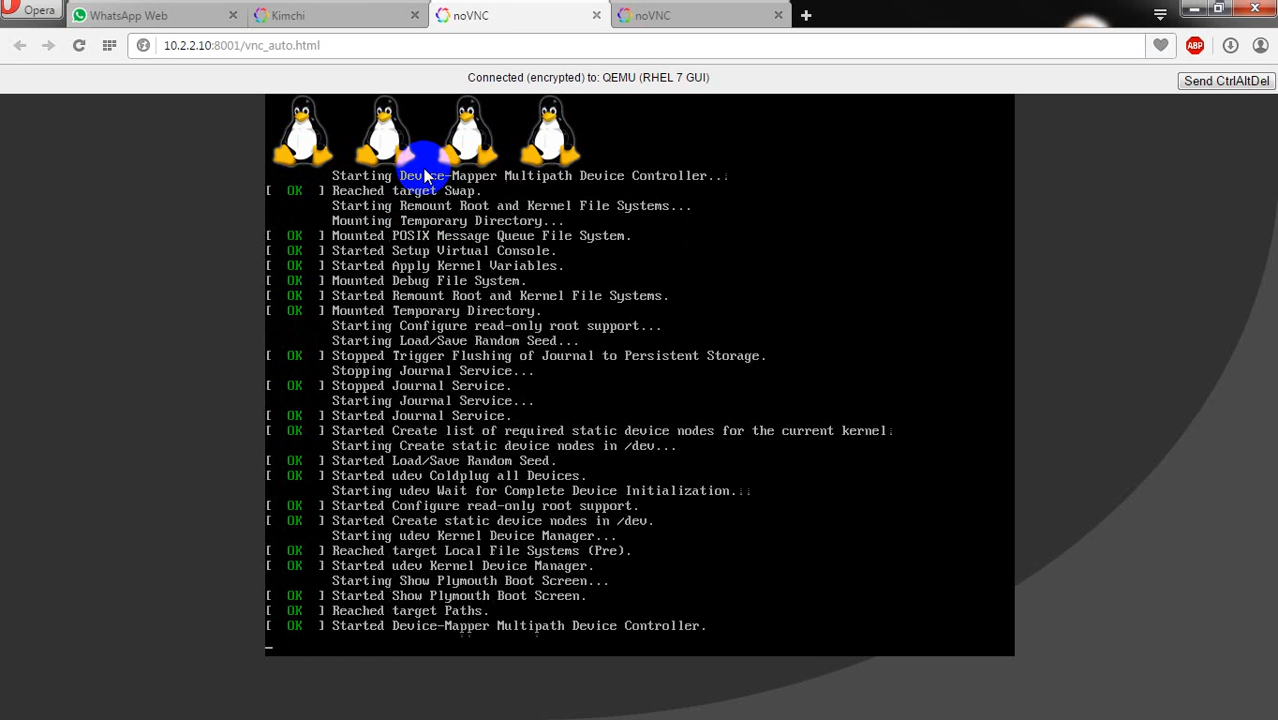 Opera
WhatsApp Web
Kimchi
noVNC
noVNC
10.2.2.10:8001/vnc_auto.html
ABP
Connected (encrypted) to: QEMU (RHEL 7 GUI)
Send CtrlAltDel
Starting Device-Mapper Multipath Device Controller...
[ OK ] Reached target Swap.
Starting Remount Root and Kernel File Systems...
Mounting Temporary Directory...
[ OK ] Mounted POSIX Message Queue File System.
[ OK ] Started Setup Virtual Console.
[ OK ] Started Apply Kernel Variables.
[ OK ] Mounted Debug File System.
[ OK ] Started Remount Root and Kernel File Systems.
[ OK ] Mounted Temporary Directory.
Starting Configure read-only root support...
Starting Load/Save Random Seed...
[ OK ] Stopped Trigger Flushing of Journal to Persistent Storage.
Stopping Journal Service...
[ OK ] Stopped Journal Service.
Starting Journal Service...
[ OK ] Started Journal Service.
[ OK ] Started Create list of required static device nodes for the current kernel.
Starting Create static device nodes in /dev...
[ OK ] Started Load/Save Random Seed.
[ OK ] Started udev Coldplug all Devices.
Starting udev Wait for Complete Device Initialization...
[ OK ] Started Configure read-only root support.
[ OK ] Started Create static device nodes in /dev.
Starting udev Kernel Device Manager...
[ OK ] Reached target Local File Systems (Pre).
[ OK ] Started udev Kernel Device Manager.
Starting Show Plymouth Boot Screen...
[ OK ] Started Show Plymouth Boot Screen.
[ OK ] Reached target Paths.
[ OK ] Started Device-Mapper Multipath Device Controller.